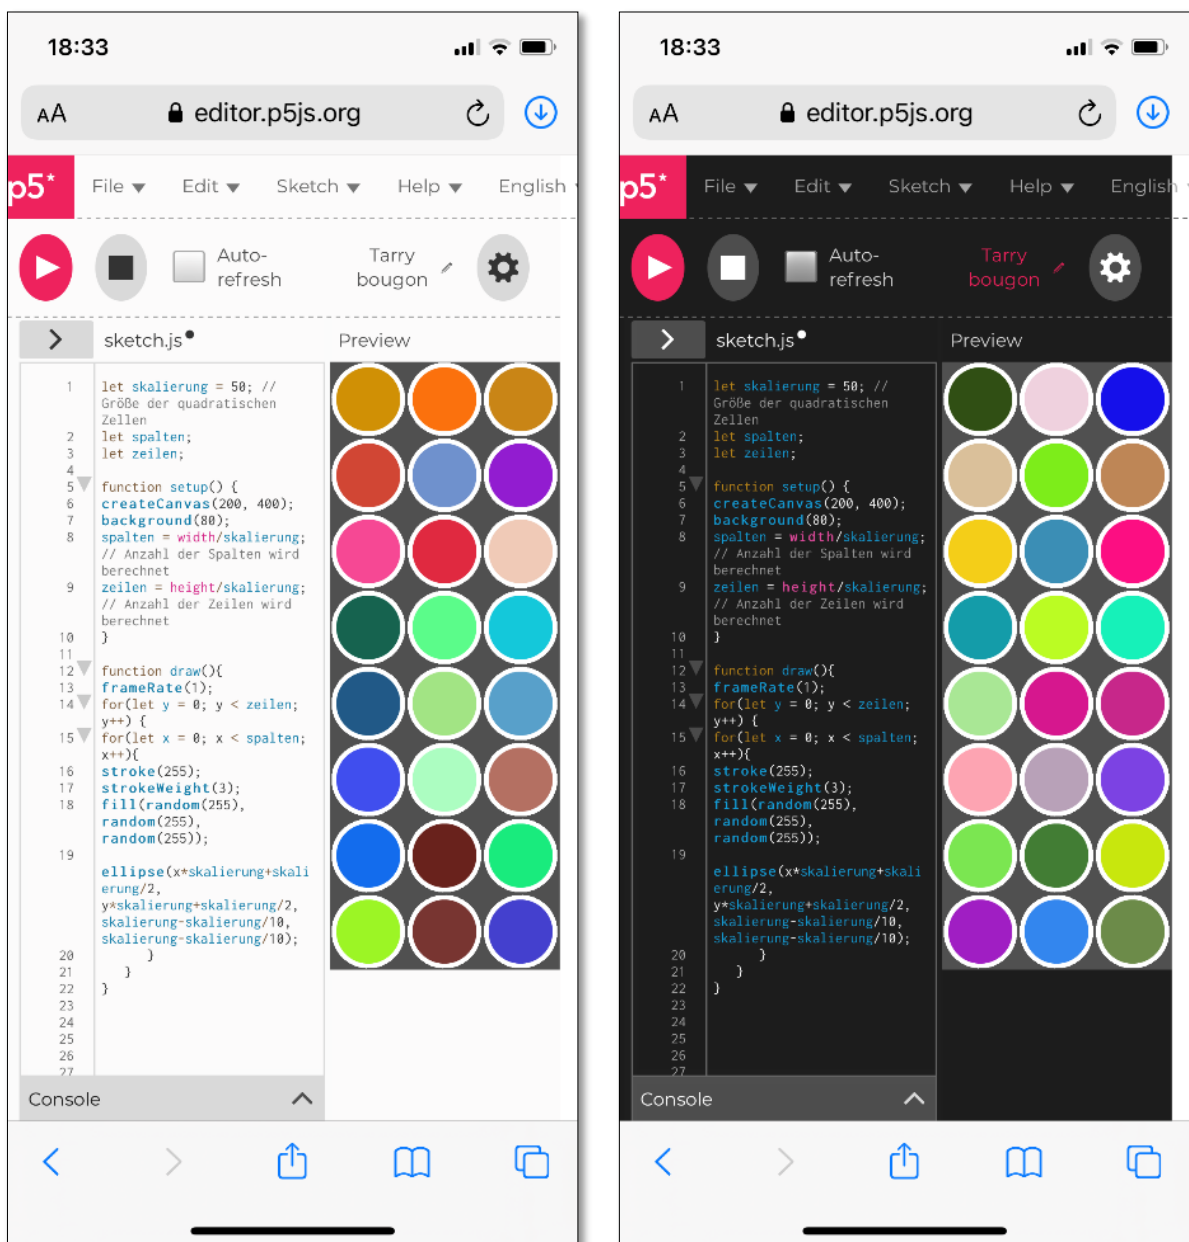 18:33
AA editor.p5js.org
p5* File Edit Sketch Help English
Auto-
refresh
Tarry
bougon
sketch.js
Preview
1 let skalierung = 50; //
Größe der quadratischen
Zellen
2 let spalten;
3 let zeilen;
4
5 function setup() {
6 createCanvas(200, 400);
7 background(80);
8 spalten = width/skalierung;
// Anzahl der Spalten wird
berechnet
9 zeilen = height/skalierung;
// Anzahl der Zeilen wird
berechnet
10 }
11
12 function draw(){
13 frameRate(1);
14 for(let y = 0; y < zeilen;
y++) {
15 for(let x = 0; x < spalten;
x++){
16 stroke(255);
17 strokeWeight(3);
18 fill(random(255),
random(255),
random(255));
19
ellipse(x*skalierung+skali
erung/2,
y*skalierung+skalierung/2,
skalierung-skalierung/10,
skalierung-skalierung/10);
20 }
21 }
22 }
23
24
25
26
27
Console
18:33
AA editor.p5js.org
p5* File Edit Sketch Help English
Auto-
refresh
Tarry
bougon
sketch.js
Preview
1 let skalierung = 50; //
Größe der quadratischen
Zellen
2 let spalten;
3 let zeilen;
4
5 function setup() {
6 createCanvas(200, 400);
7 background(80);
8 spalten = width/skalierung;
// Anzahl der Spalten wird
berechnet
9 zeilen = height/skalierung;
// Anzahl der Zeilen wird
berechnet
10 }
11
12 function draw(){
13 frameRate(1);
14 for(let y = 0; y < zeilen;
y++) {
15 for(let x = 0; x < spalten;
x++){
16 stroke(255);
17 strokeWeight(3);
18 fill(random(255),
random(255),
random(255));
19
ellipse(x*skalierung+skali
erung/2,
y*skalierung+skalierung/2,
skalierung-skalierung/10,
skalierung-skalierung/10);
20 }
21 }
22 }
23
24
25
26
27
Console